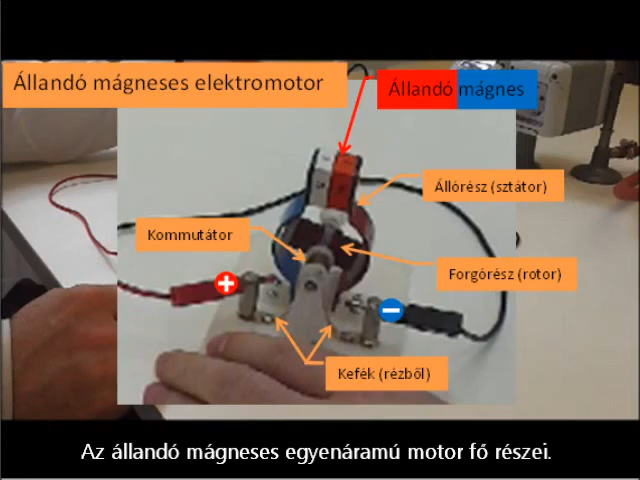 Állandó mágneses elektromotor
Állandó mágnes
Állórész (sztátor)
Kommutátor
Forgórész (rotor)
+
−
Kefék (rézből)
Az állandó mágneses egyenáramú motor fő részei.